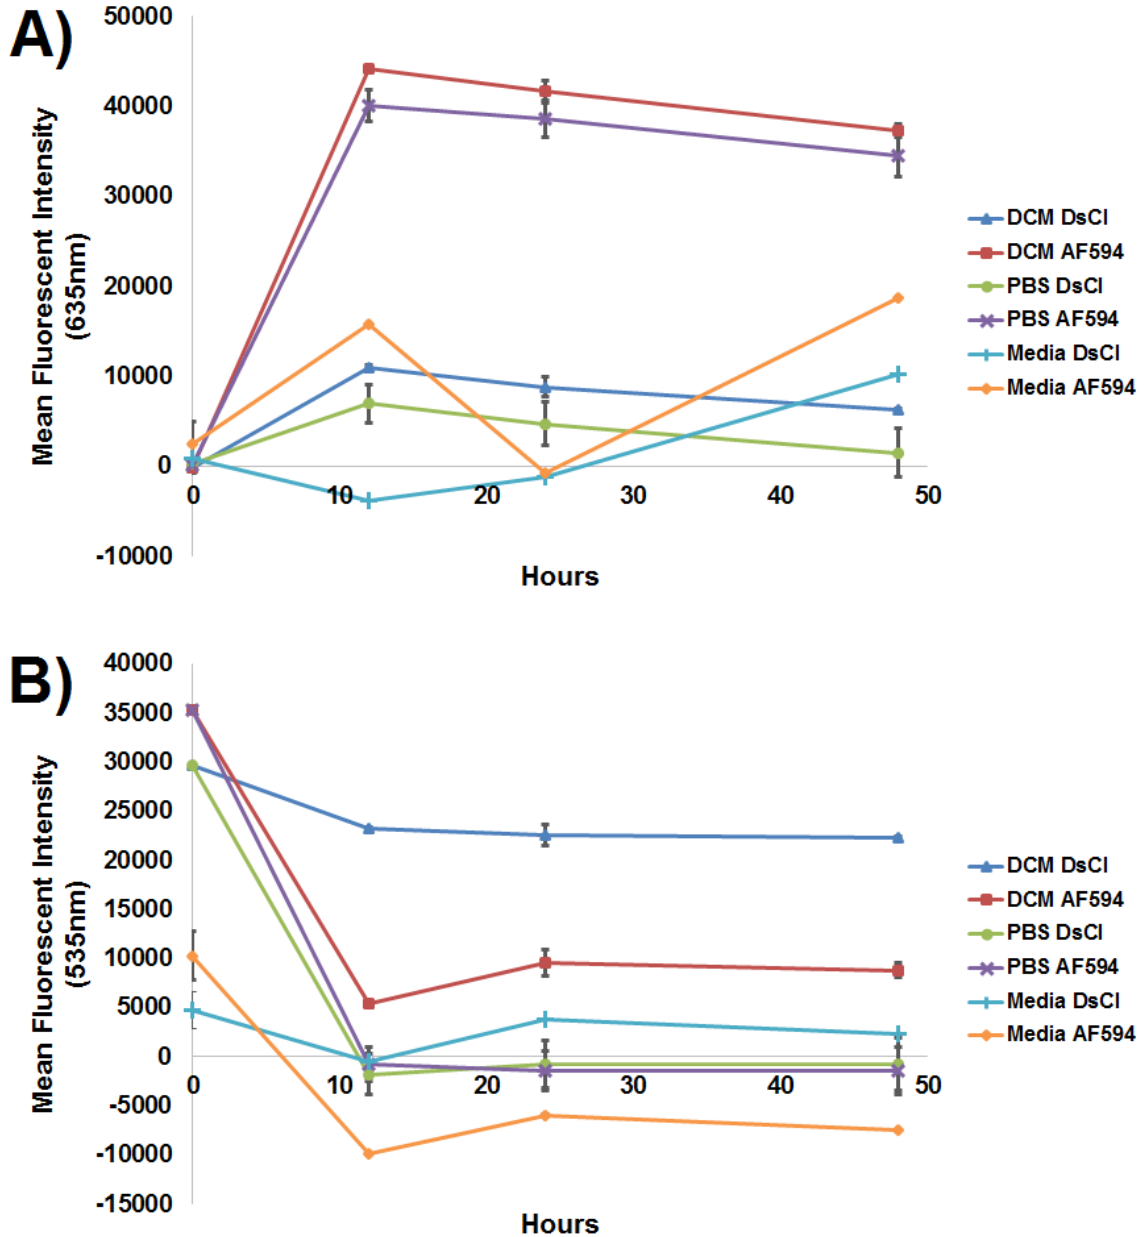 A)
50000
40000
30000
20000
10000
0
-10000
Mean Fluorescent Intensity
(635nm)
0 10 20 30 40 50
Hours
DCM DsCl
DCM AF594
PBS DsCl
PBS AF594
Media DsCl
Media AF594
B)
40000
35000
30000
25000
20000
15000
10000
5000
0
-5000
-10000
-15000
Mean Fluorescent Intensity
(535nm)
0 10 20 30 40 50
Hours
DCM DsCl
DCM AF594
PBS DsCl
PBS AF594
Media DsCl
Media AF594